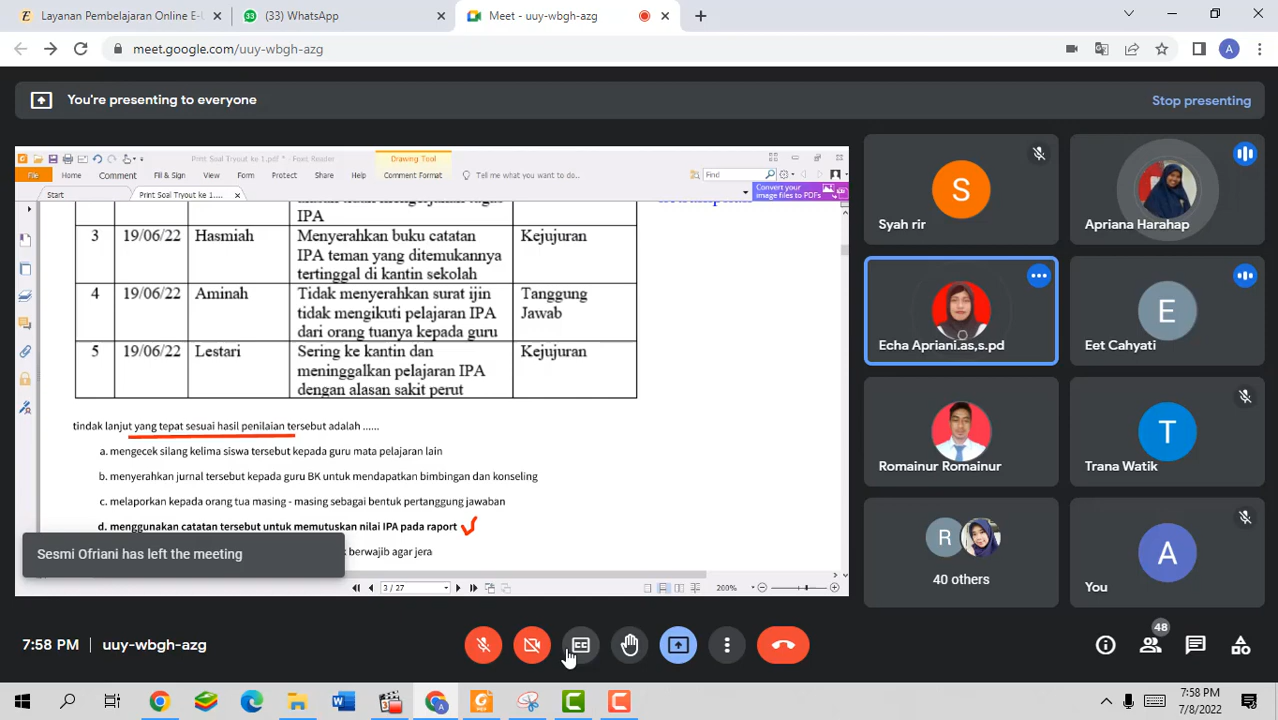 Layanan Pembelajaran Online E-U
(33) WhatsApp
Meet - uuy-wbgh-azg
meet.google.com/uuy-wbgh-azg
A
You're presenting to everyone
Stop presenting
Print Soal Tryout ke 1.pdf * - Foxit Reader
Drawing Tool
File Home Comment Fill & Sign View Form Protect Share Help Comment Format Tell me what you want to do... Find
Start Print Soal Tryout ke 1....
Convert your
image files to PDFs
IPA
3 19/06/22 Hasmiah Menyerahkan buku catatan Kejujuran
IPA teman yang ditemukannya
tertinggal di kantin sekolah
4 19/06/22 Aminah Tidak menyerahkan surat ijin Tanggung
tidak mengikuti pelajaran IPA Jawab
dari orang tuanya kepada guru
5 19/06/22 Lestari Sering ke kantin dan Kejujuran
meninggalkan pelajaran IPA
dengan alasan sakit perut
tindak lanjut yang tepat sesuai hasil penilaian tersebut adalah ......
a. mengecek silang kelima siswa tersebut kepada guru mata pelajaran lain
b. menyerahkan jurnal tersebut kepada guru BK untuk mendapatkan bimbingan dan konseling
c. melaporkan kepada orang tua masing - masing sebagai bentuk pertanggung jawaban
d. menggunakan catatan tersebut untuk memutuskan nilai IPA pada raport
berwajib agar jera
Sesmi Ofriani has left the meeting
3 / 27
200%
S
Syah rir
Apriana Harahap
Echa Apriani.as,s.pd
E
Eet Cahyati
Romainur Romainur
T
Trana Watik
R
40 others
A
You
7:58 PM | uuy-wbgh-azg
48
7:58 PM
7/8/2022